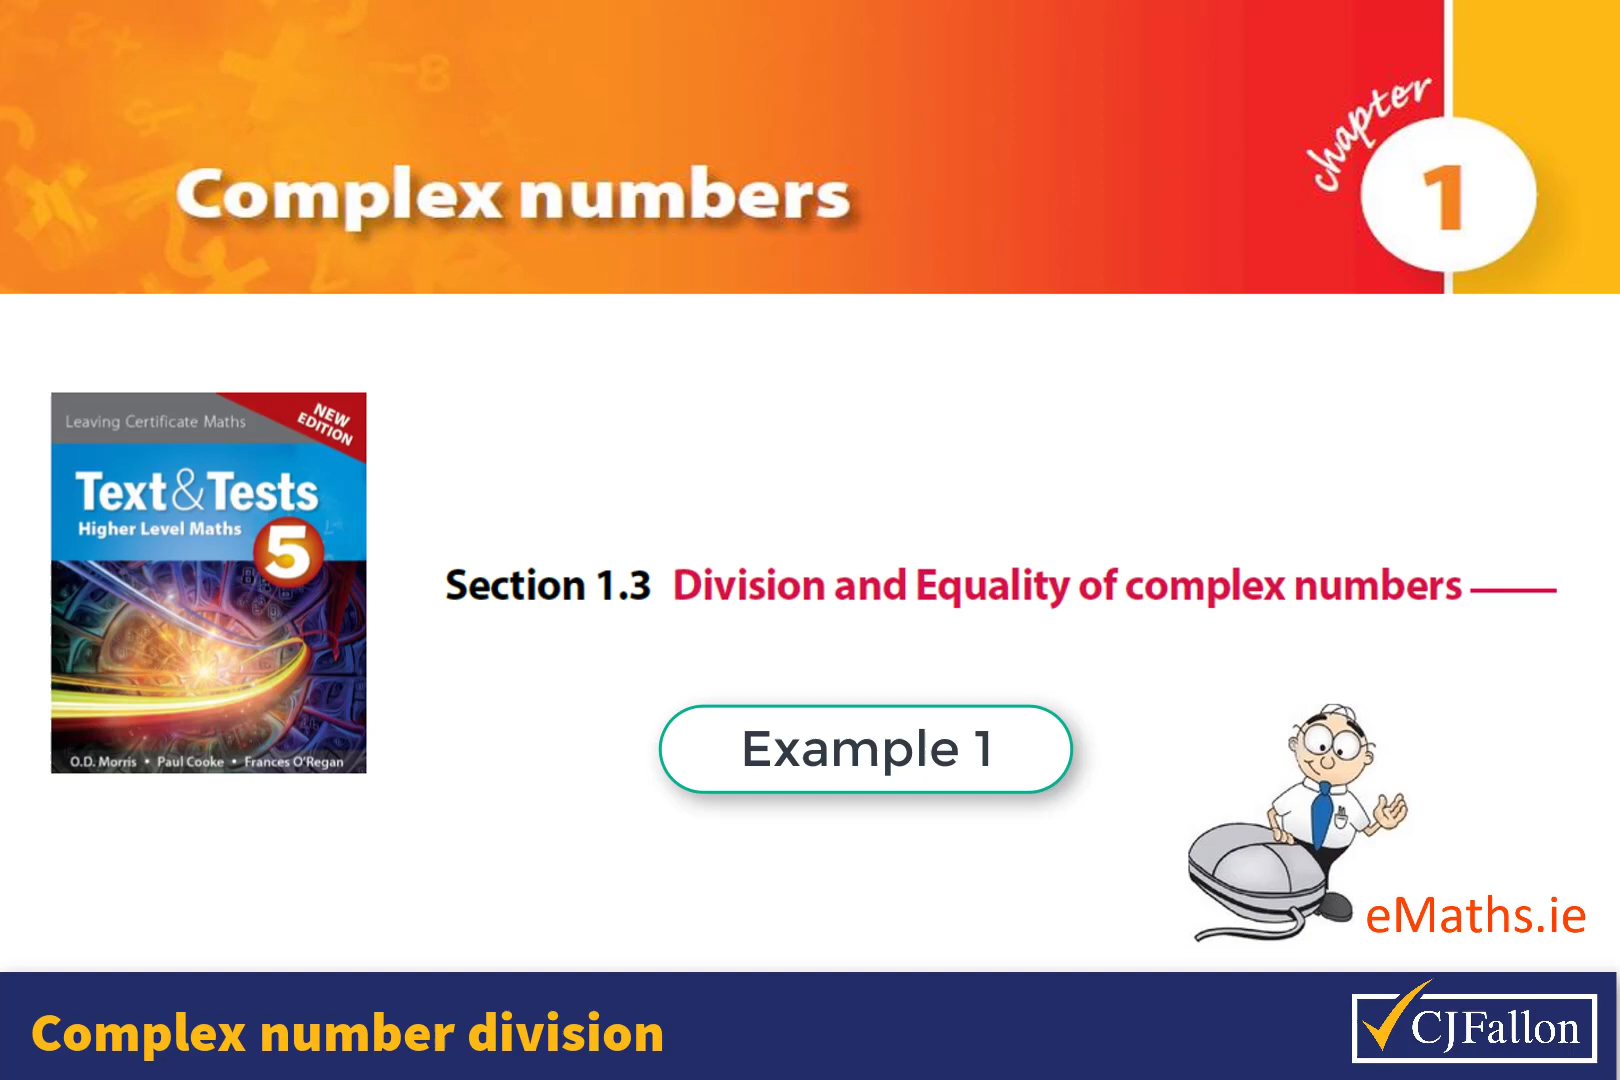 chapter
1
Complex numbers
Leaving Certificate Maths
NEW
EDITION
Text&Tests
Higher Level Maths
5
O.D. Morris • Paul Cooke • Frances O'Regan
Section 1.3 Division and Equality of complex numbers
Example 1
eMaths.ie
Complex number division
CJFallon